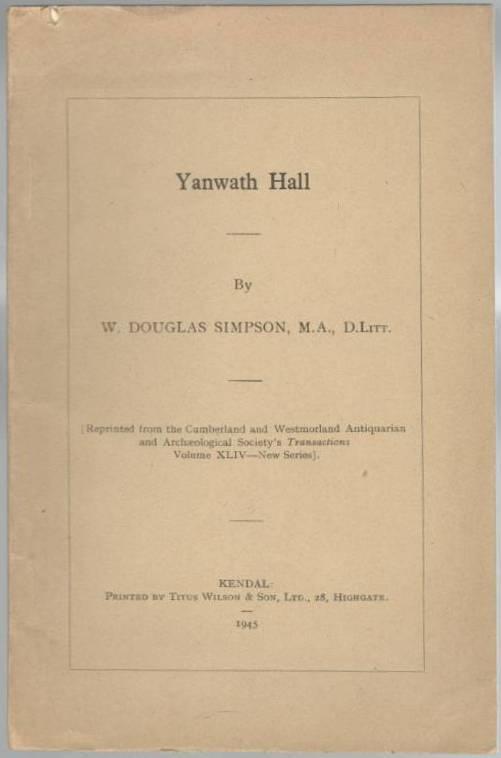 Yanwath Hall
By
W. DOUGLAS SIMPSON, M.A., D.LITT.
[Reprinted from the Cumberland and Westmorland Antiquarian
and Archæological Society's Transactions
Volume XLIV—New Series].
KENDAL:
PRINTED BY TITUS WILSON & SON, LTD., 28, HIGHGATE.
1945